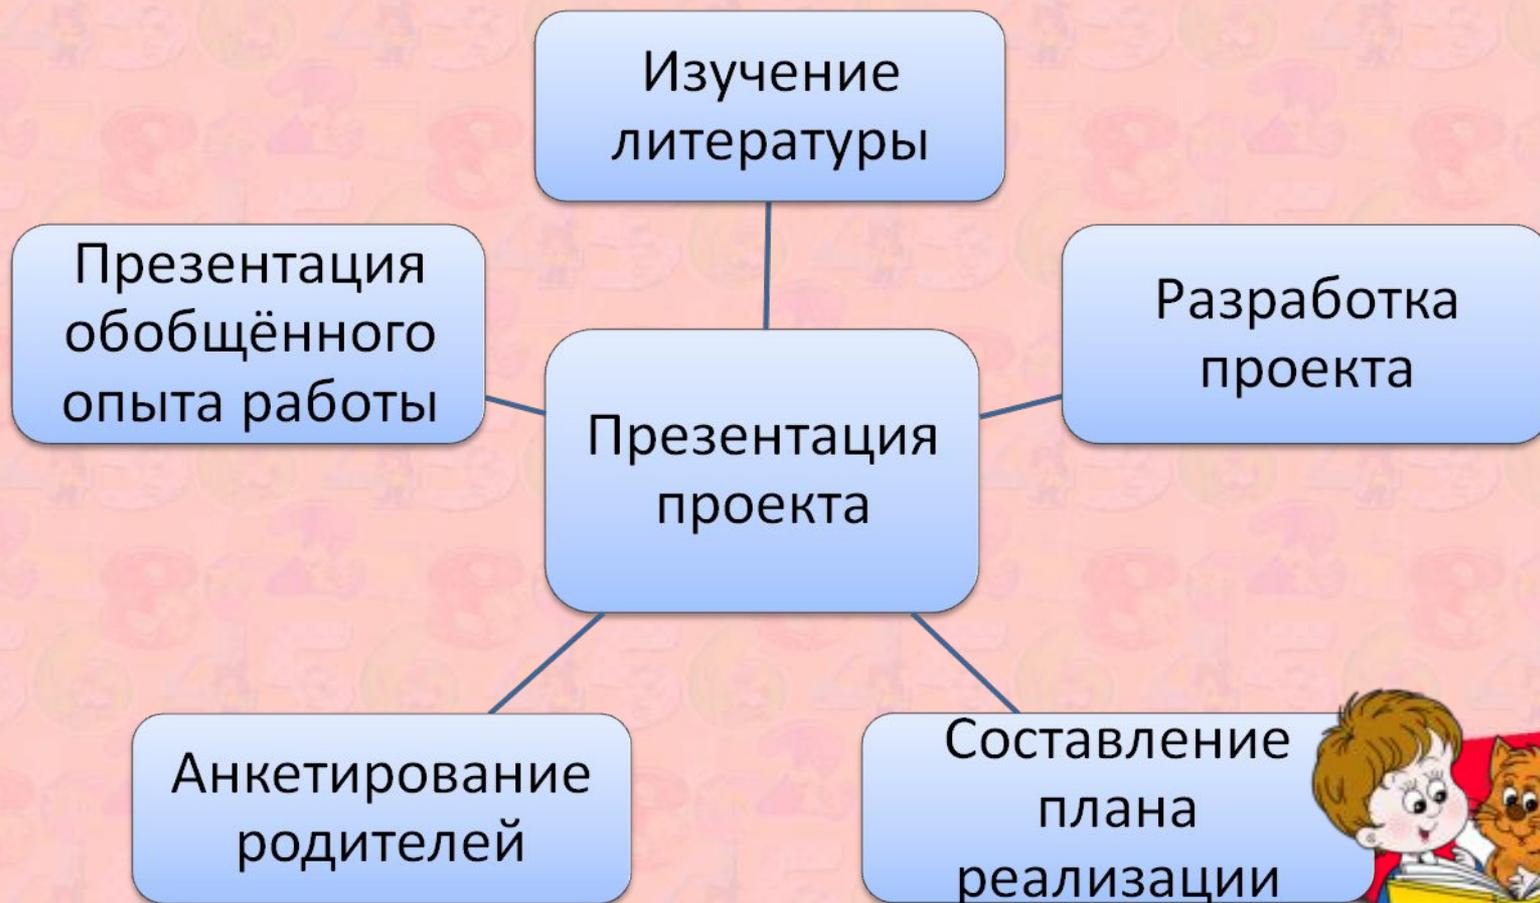 Изучение
литературы
Презентация
обобщённого
опыта работы
Разработка
проекта
Презентация
проекта
Анкетирование
родителей
Составление
плана
реализации